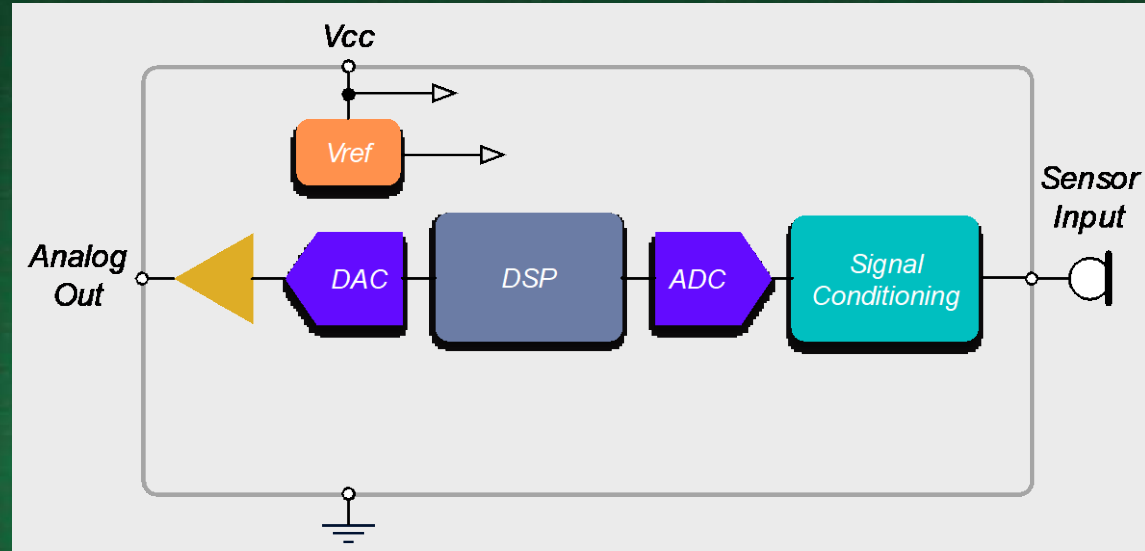 Vcc
Vref
Sensor
Input
Analog
Out
DAC
DSP
ADC
Signal
Conditioning